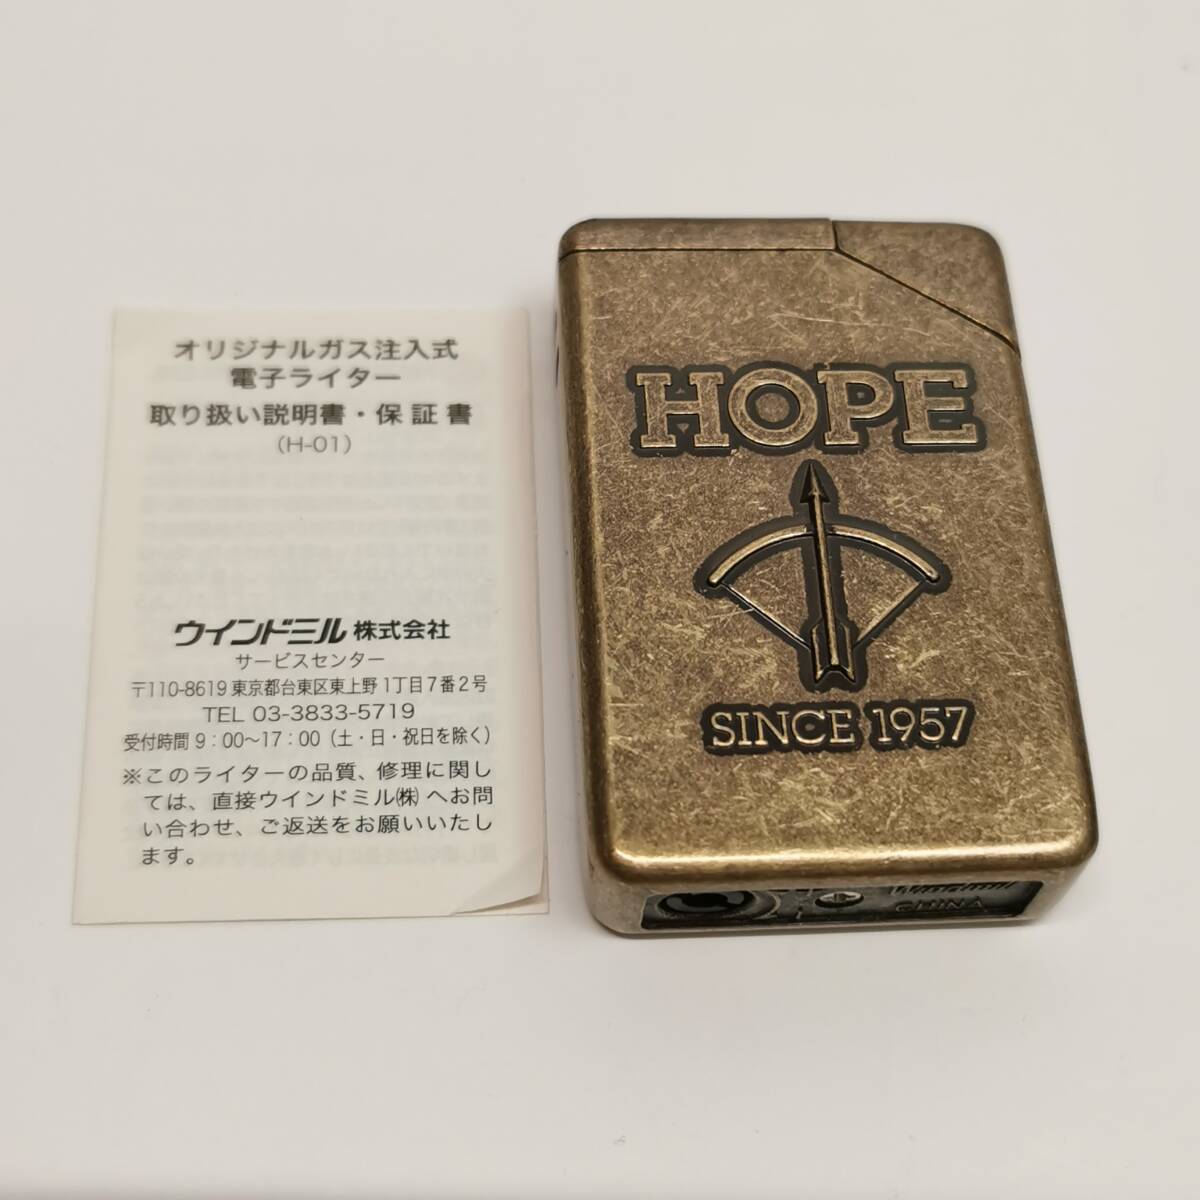 オリジナルガス注入式
電子ライター
取り扱い説明書・保証書
(H-01)
ウインドミル株式会社
サービスセンター
〒110-8619 東京都台東区東上野1丁目7番2号
TEL 03-3833-5719
受付時間 9：00〜17：00（土・日・祝日を除く）
※このライターの品質、修理に関し
ては、直接ウインドミル㈱へお問
い合わせ、ご返送をお願いいたし
ます。
HOPE
SINCE 1957
Windmill
CHINA